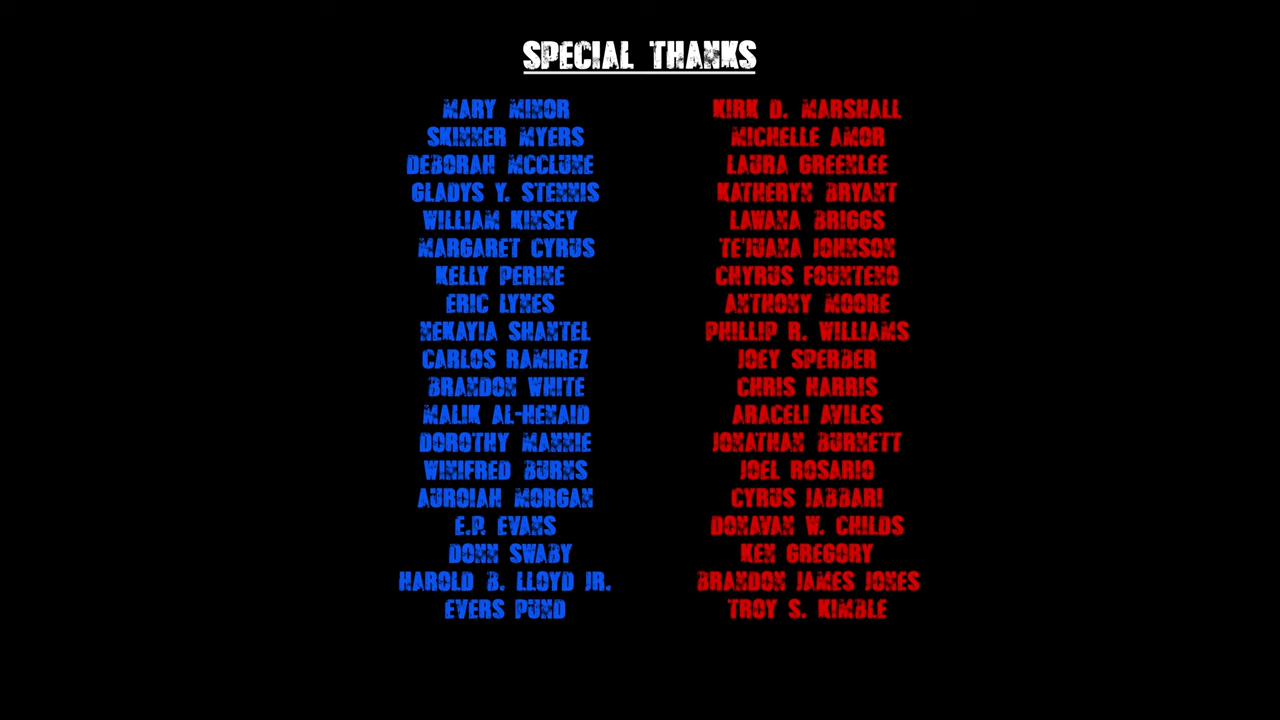 SPECIAL THANKS
MARY MINOR
SKINNER MYERS
DEBORAH MCCLUNE
GLADYS Y. STENNIS
WILLIAM KINSEY
MARGARET CYRUS
KELLY PERINE
ERIC LYNES
NEKAYIA SHANTEL
CARLOS RAMIREZ
BRANDON WHITE
MALIK AL-HENAID
DOROTHY MANNIE
WINIFRED BURNS
AUROIAH MORGAN
E.P. EVANS
DONN SWABY
HAROLD B. LLOYD JR.
EVERS PUND
KIRK D. MARSHALL
MICHELLE AMOR
LAURA GREENLEE
KATHERYN BRYANT
LAWANA BRIGGS
TE'JUANA JOHNSON
CHYRUS FOUNTENO
ANTHONY MOORE
PHILLIP R. WILLIAMS
JOEY SPERBER
CHRIS HARRIS
ARACELI AVILES
JONATHAN BURNETT
JOEL ROSARIO
CYRUS JABBARI
DONAVAN W. CHILDS
KEN GREGORY
BRANDON JAMES JONES
TROY S. KIMBLE